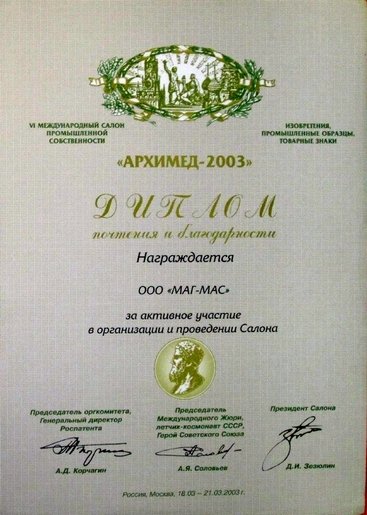 VI МЕЖДУНАРОДНЫЙ САЛОН
ПРОМЫШЛЕННОЙ
СОБСТВЕННОСТИ
ИЗОБРЕТЕНИЯ,
ПРОМЫШЛЕННЫЕ ОБРАЗЦЫ,
ТОВАРНЫЕ ЗНАКИ
«АРХИМЕД-2003»
ДИПЛОМ
почтения и благодарности
Награждается
ООО «МАГ-МАС»
за активное участие
в организации и проведении Салона
Председатель оргкомитета,
Генеральный директор
Роспатента
А.Д. Корчагин
Председатель
Международного Жюри,
летчик-космонавт СССР,
Герой Советского Союза
А.Я. Соловьев
Президент Салона
Д.И. Зезюлин
Россия, Москва, 18.03 – 21.03.2003 г.